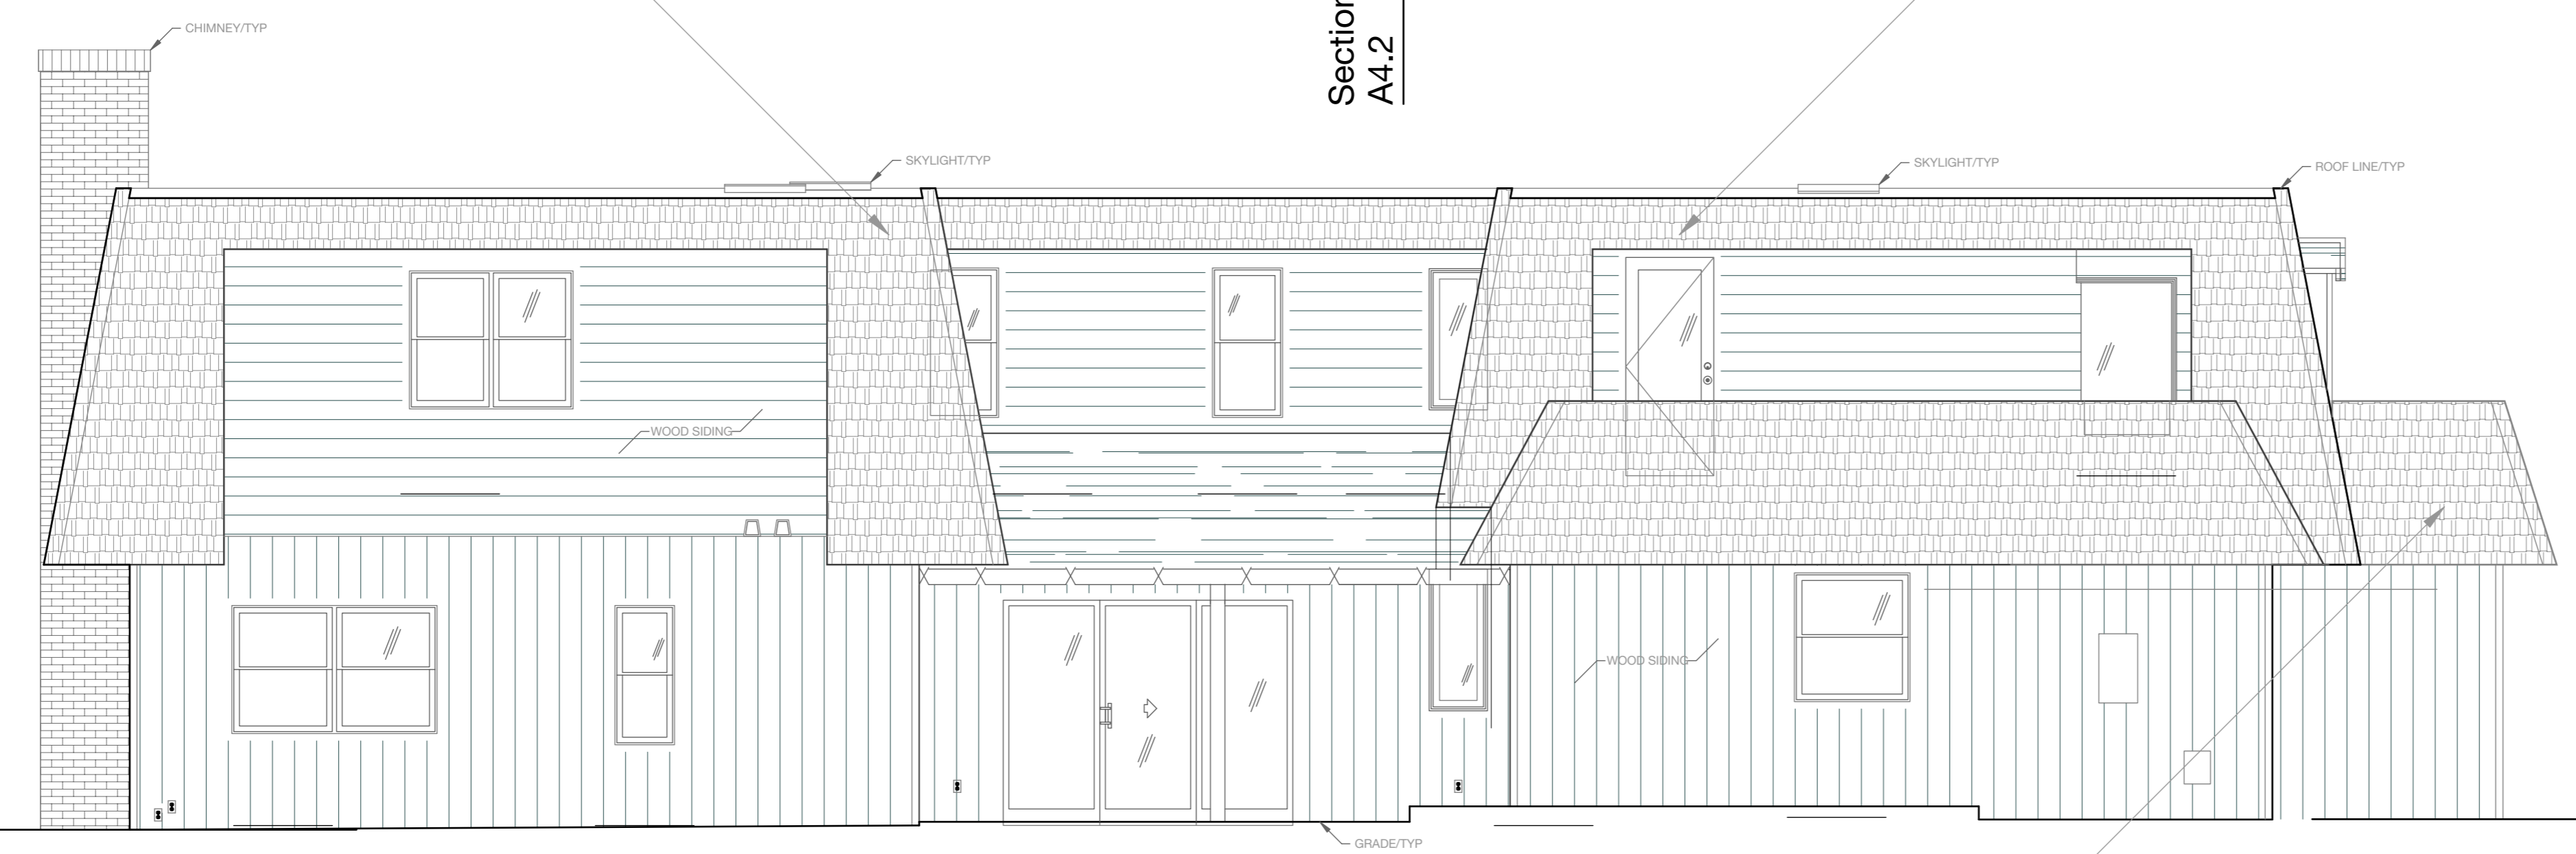 CHIMNEY/TYP
Section
A4.2
SKYLIGHT/TYP
SKYLIGHT/TYP
ROOF LINE/TYP
WOOD SIDING
WOOD SIDING
GRADE/TYP